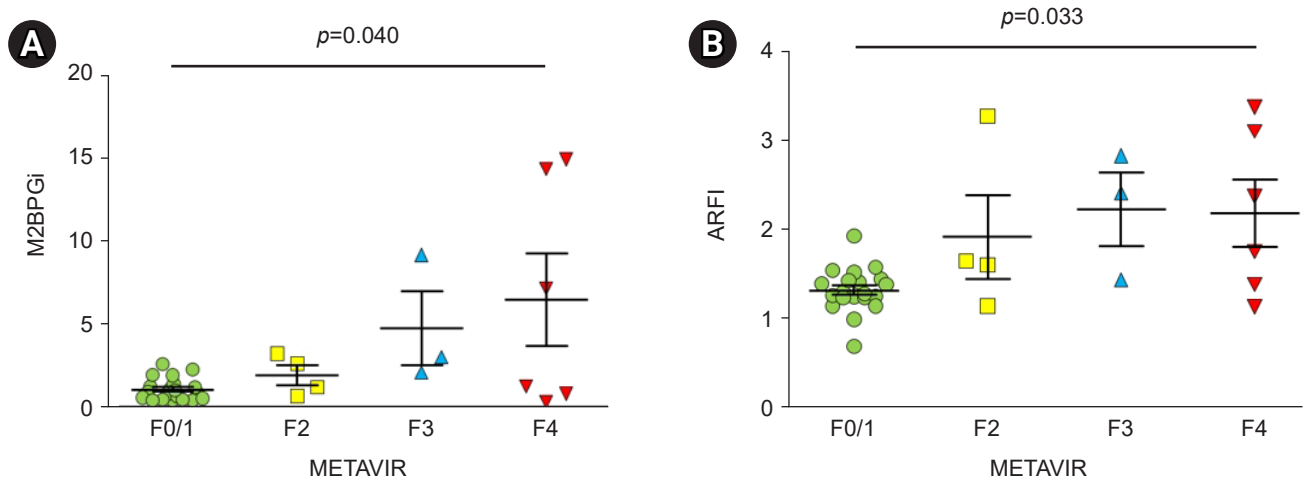 A
p=0.040
M2BPGi
20
15
10
5
0
F0/1 F2 F3 F4
METAVIR
B
p=0.033
ARFI
4
3
2
1
0
F0/1 F2 F3 F4
METAVIR